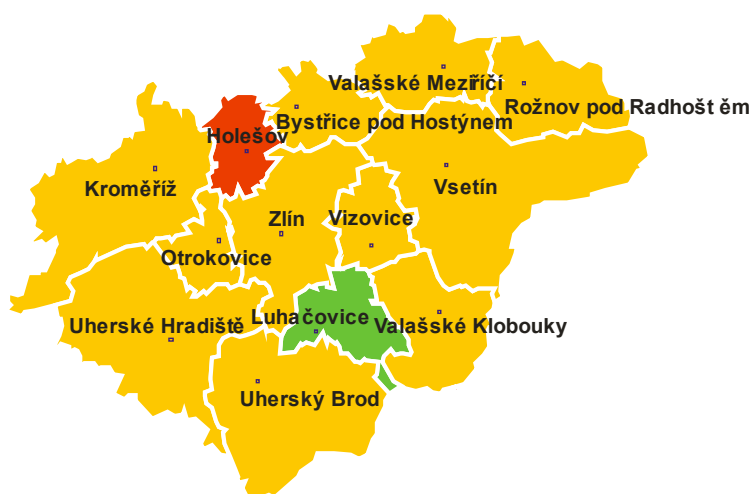 Valašské Meziříčí
Rožnov pod Radhošt ěm
Bystřice pod Hostýnem
Holešov
Kroměříž
Vsetín
Zlín
Vizovice
Otrokovice
Luhačovice
Uherské Hradiště
Valašské Klobouky
Uherský Brod